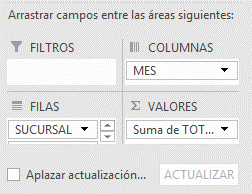 Arrastrar campos entre las áreas siguientes:
FILTROS
COLUMNAS
MES
FILAS
Σ VALORES
SUCURSAL
Suma de TOT...
Aplazar actualización...
ACTUALIZAR